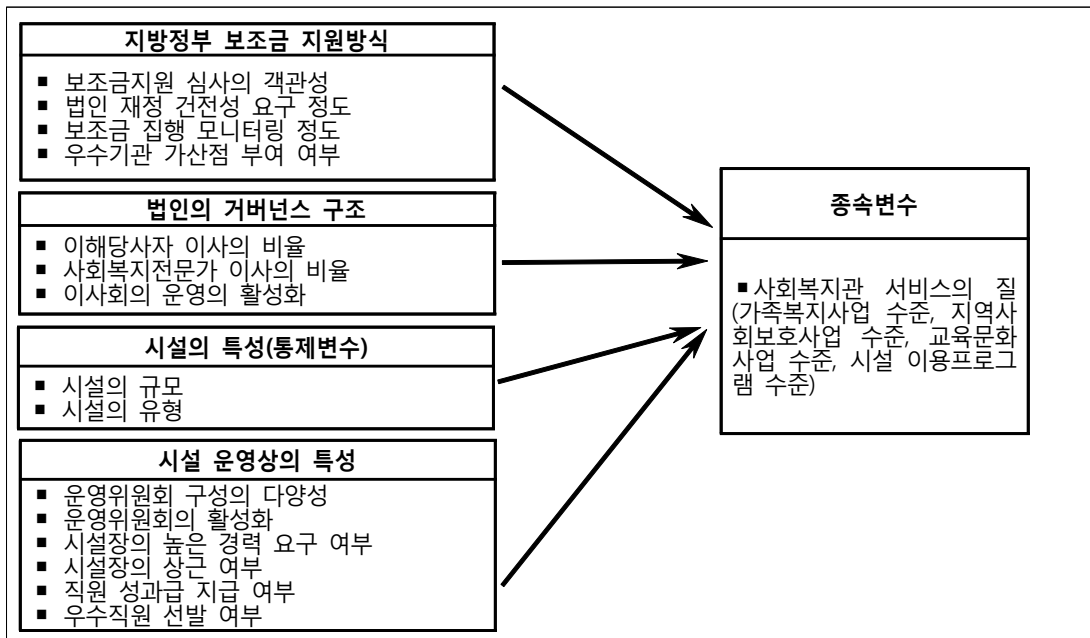 지방정부 보조금 지원방식
■ 보조금지원 심사의 객관성
■ 법인 재정 건전성 요구 정도
■ 보조금 집행 모니터링 정도
■ 우수기관 가산점 부여 여부
법인의 거버넌스 구조
■ 이해당사자 이사의 비율
■ 사회복지전문가 이사의 비율
■ 이사회의 운영의 활성화
시설의 특성(통제변수)
■ 시설의 규모
■ 시설의 유형
시설 운영상의 특성
■ 운영위원회 구성의 다양성
■ 운영위원회의 활성화
■ 시설장의 높은 경력 요구 여부
■ 시설장의 상근 여부
■ 직원 성과급 지급 여부
■ 우수직원 선발 여부
종속변수
■사회복지관 서비스의 질
(가족복지사업 수준, 지역사
회보호사업 수준, 교육문화
사업 수준, 시설 이용프로그
램 수준)